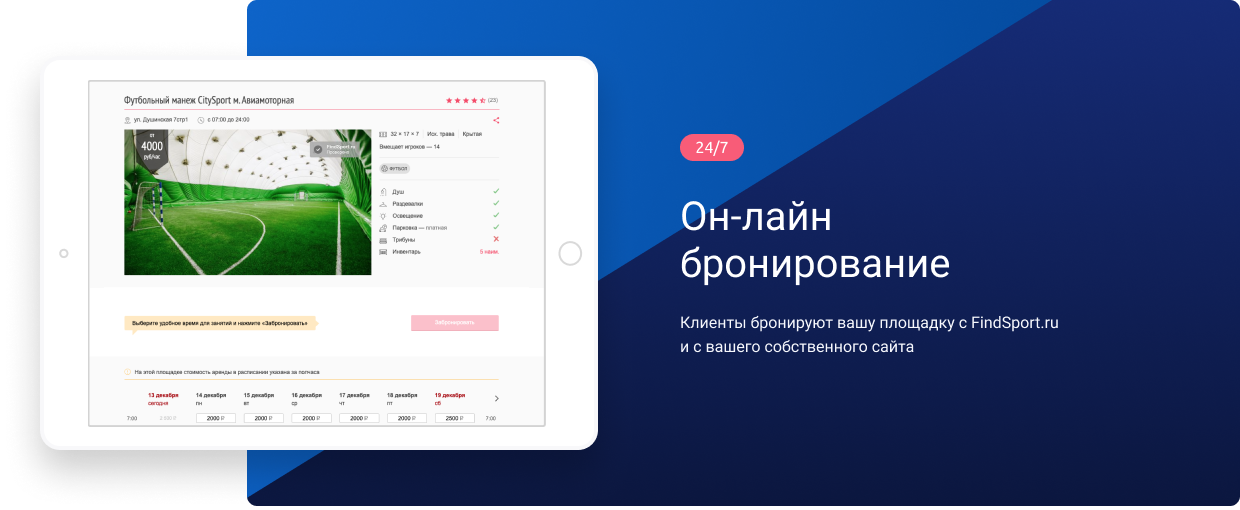 Футбольный манеж CitySport м. Авиамоторная
(23)
ул. Душинская 7стр1
с 07:00 до 24:00
от
4000
руб/час
FindSport.ru
Проверено
32 × 17 × 7 | Иск. трава | Крытая
Вмещает игроков — 14
ФУТБОЛ
Душ
Раздевалки
Освещение
Парковка — платная
Трибуны
Инвентарь
5 наим.
Выберите удобное время для занятий и нажмите «Забронировать»
Забронировать
На этой площадке стоимость аренды в расписании указана за полчаса
13 декабря 14 декабря 15 декабря 16 декабря 17 декабря 18 декабря 19 декабря
сегодня пн вт ср чт пт сб
7:00 2000 ₽ 2000 ₽ 2000 ₽ 2000 ₽ 2000 ₽ 2500 ₽ 7:00
24/7
Он-лайн
бронирование
Клиенты бронируют вашу площадку с FindSport.ru
и с вашего собственного сайта